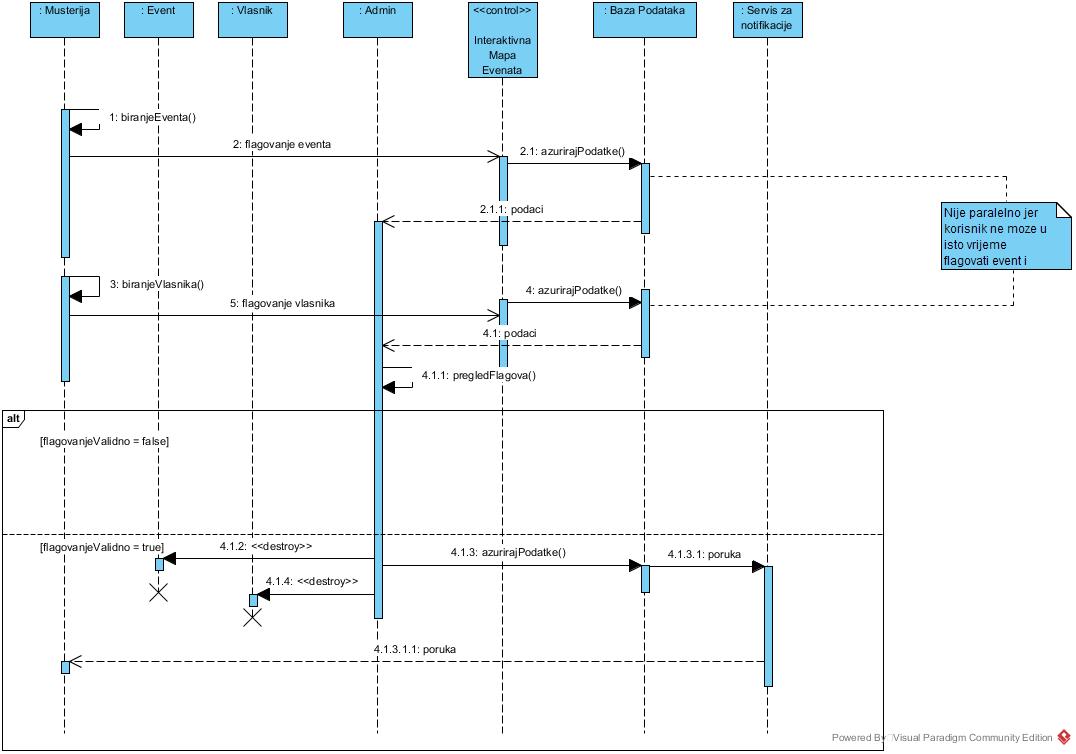 : Musterija
: Event
: Vlasnik
: Admin
<<control>>
Interaktivna
Mapa
Evenata
: Baza Podataka
: Servis za
notifikacije
1: biranjeEventa()
2: flagovanje eventa
2.1: azurirajPodatke()
2.1.1: podaci
Nije paralelno jer
korisnik ne moze u
isto vrijeme
flagovati event i
3: biranjeVlasnika()
4: azurirajPodatke()
5: flagovanje vlasnika
4.1: podaci
4.1.1: pregledFlagova()
alt
[flagovanjeValidno = false]
[flagovanjeValidno = true]
4.1.2: <<destroy>>
4.1.3: azurirajPodatke()
4.1.3.1: poruka
4.1.4: <<destroy>>
4.1.3.1.1: poruka
Powered By Visual Paradigm Community Edition